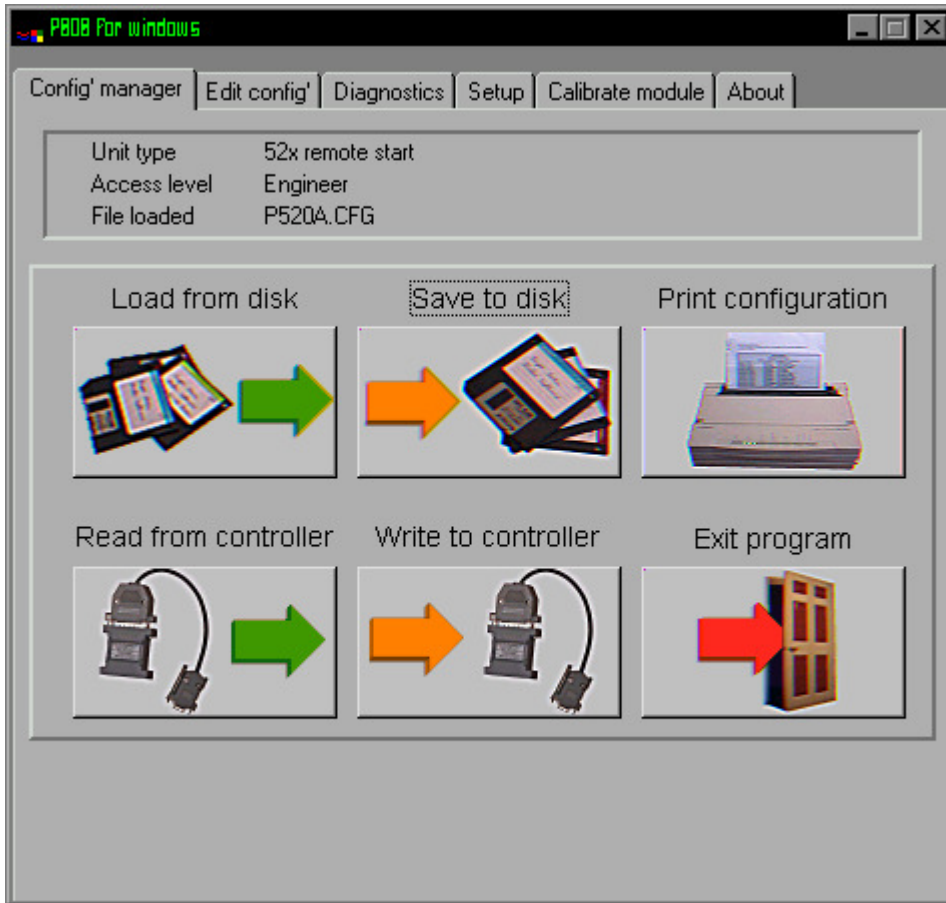 P808 For windows
Config' manager Edit config' Diagnostics Setup Calibrate module About
Unit type 52x remote start
Access level Engineer
File loaded P520A.CFG
Load from disk Save to disk Print configuration
Read from controller Write to controller Exit program